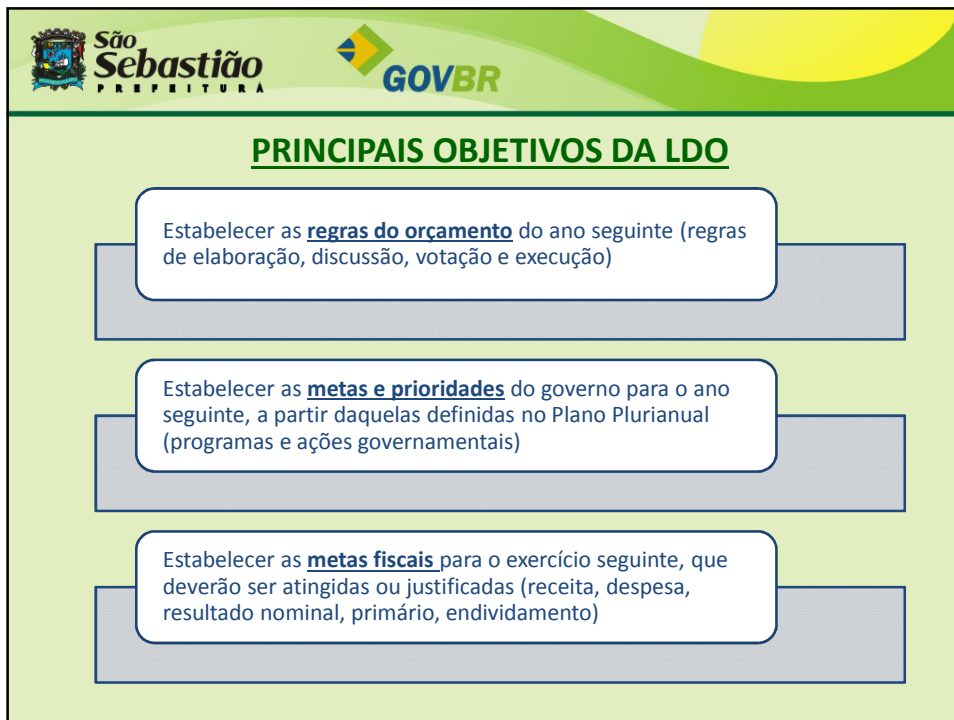 São
Sebastião
PREFEITURA
GOVBR
PRINCIPAIS OBJETIVOS DA LDO
Estabelecer as regras do orçamento do ano seguinte (regras
de elaboração, discussão, votação e execução)
Estabelecer as metas e prioridades do governo para o ano
seguinte, a partir daquelas definidas no Plano Plurianual
(programas e ações governamentais)
Estabelecer as metas fiscais para o exercício seguinte, que
deverão ser atingidas ou justificadas (receita, despesa,
resultado nominal, primário, endividamento)